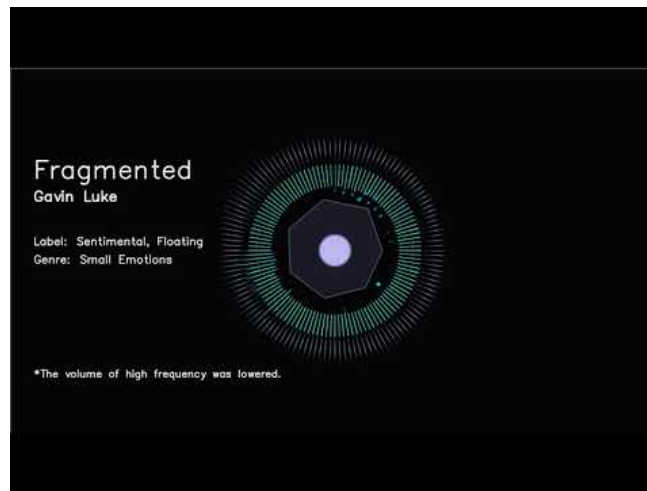 Fragmented
Gavin Luke
Label: Sentimental, Floating
Genre: Small Emotions
*The volume of high frequency was lowered.